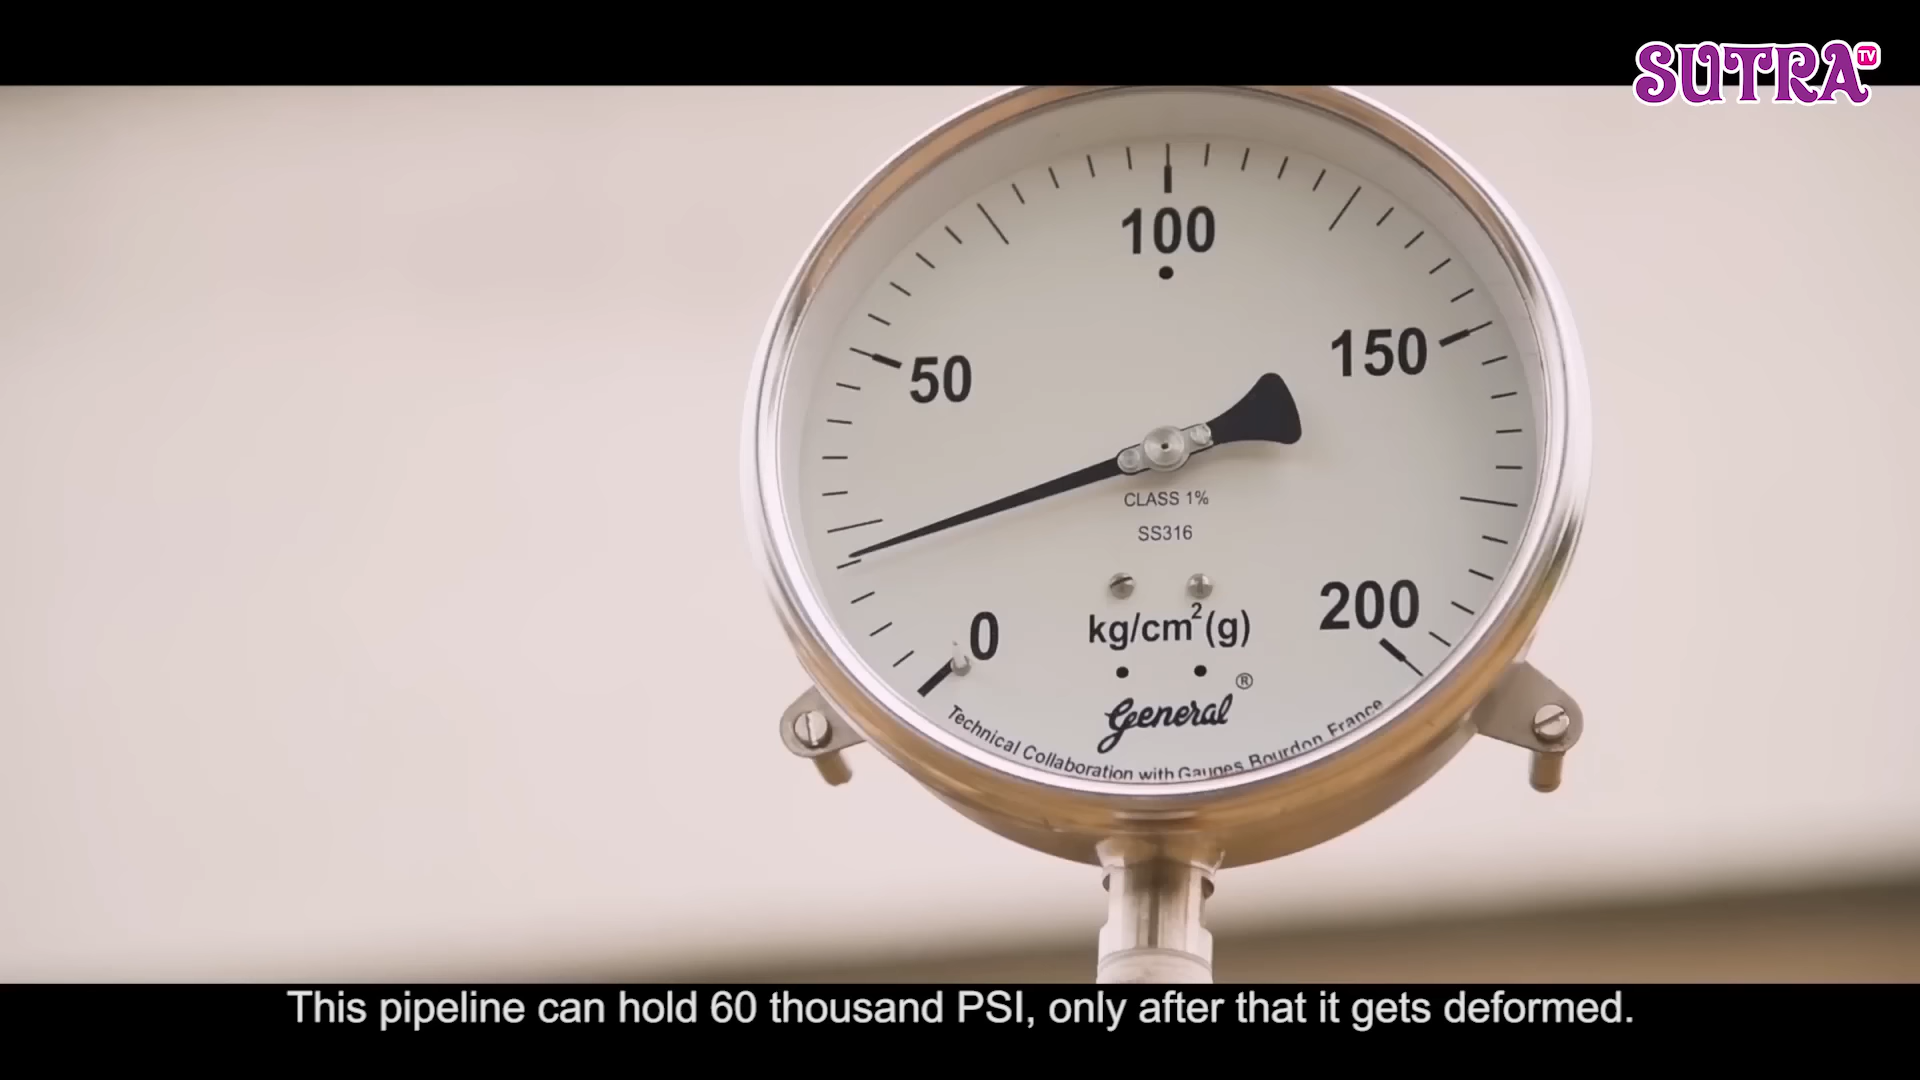 SUTRA TV
100
50
150
CLASS 1%
SS316
0
200
kg/cm²(g)
General ®
Technical Collaboration with Gauges Bourdon France
This pipeline can hold 60 thousand PSI, only after that it gets deformed.